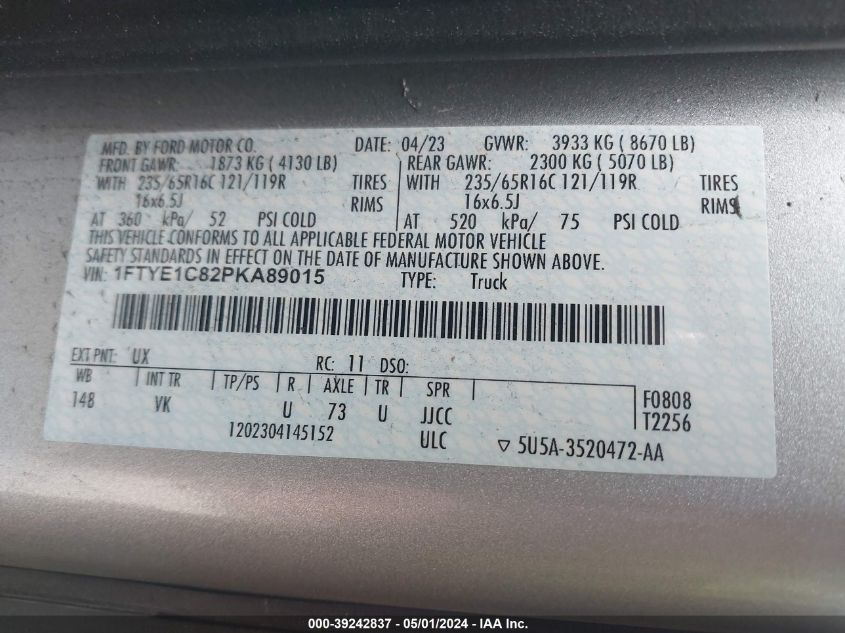 MFD. BY FORD MOTOR CO. DATE: 04/23 GVWR: 3933 KG ( 8670 LB)
FRONT GAWR: 1873 KG ( 4130 LB) REAR GAWR: 2300 KG ( 5070 LB)
WITH 235/65R16C 121/119R TIRES WITH 235/65R16C 121/119R TIRES
16x6.5J RIMS 16x6.5J RIMS
AT 360 kPa/ 52 PSI COLD AT 520 kPa/ 75 PSI COLD
THIS VEHICLE CONFORMS TO ALL APPLICABLE FEDERAL MOTOR VEHICLE
SAFETY STANDARDS IN EFFECT ON THE DATE OF MANUFACTURE SHOWN ABOVE.
VIN: 1FTYE1C82PKA89015 TYPE: Truck
EXT PNT: UX RC: 11 DSO:
WB INT TR TP/PS R AXLE TR SPR F0808
148 VK U 73 U JJCC T2256
1202304145152 ULC ▽ 5U5A-3520472-AA
000-39242837 - 05/01/2024 - IAA Inc.